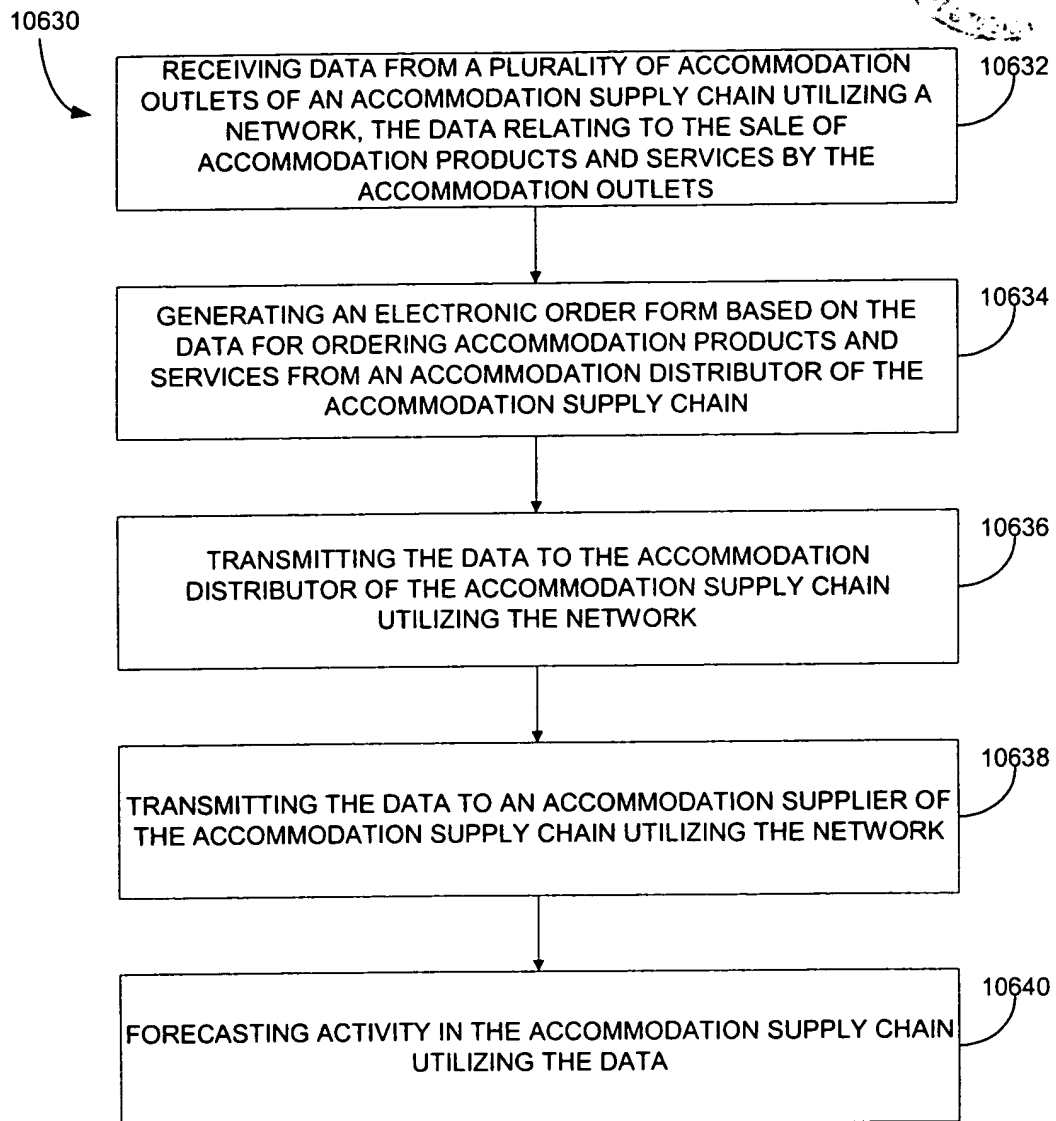 10630
RECEIVING DATA FROM A PLURALITY OF ACCOMMODATION
OUTLETS OF AN ACCOMMODATION SUPPLY CHAIN UTILIZING A
NETWORK, THE DATA RELATING TO THE SALE OF
ACCOMMODATION PRODUCTS AND SERVICES BY THE
ACCOMMODATION OUTLETS
10632
GENERATING AN ELECTRONIC ORDER FORM BASED ON THE
DATA FOR ORDERING ACCOMMODATION PRODUCTS AND
SERVICES FROM AN ACCOMMODATION DISTRIBUTOR OF THE
ACCOMMODATION SUPPLY CHAIN
10634
TRANSMITTING THE DATA TO THE ACCOMMODATION
DISTRIBUTOR OF THE ACCOMMODATION SUPPLY CHAIN
UTILIZING THE NETWORK
10636
TRANSMITTING THE DATA TO AN ACCOMMODATION SUPPLIER OF
THE ACCOMMODATION SUPPLY CHAIN UTILIZING THE NETWORK
10638
FORECASTING ACTIVITY IN THE ACCOMMODATION SUPPLY CHAIN
UTILIZING THE DATA
10640